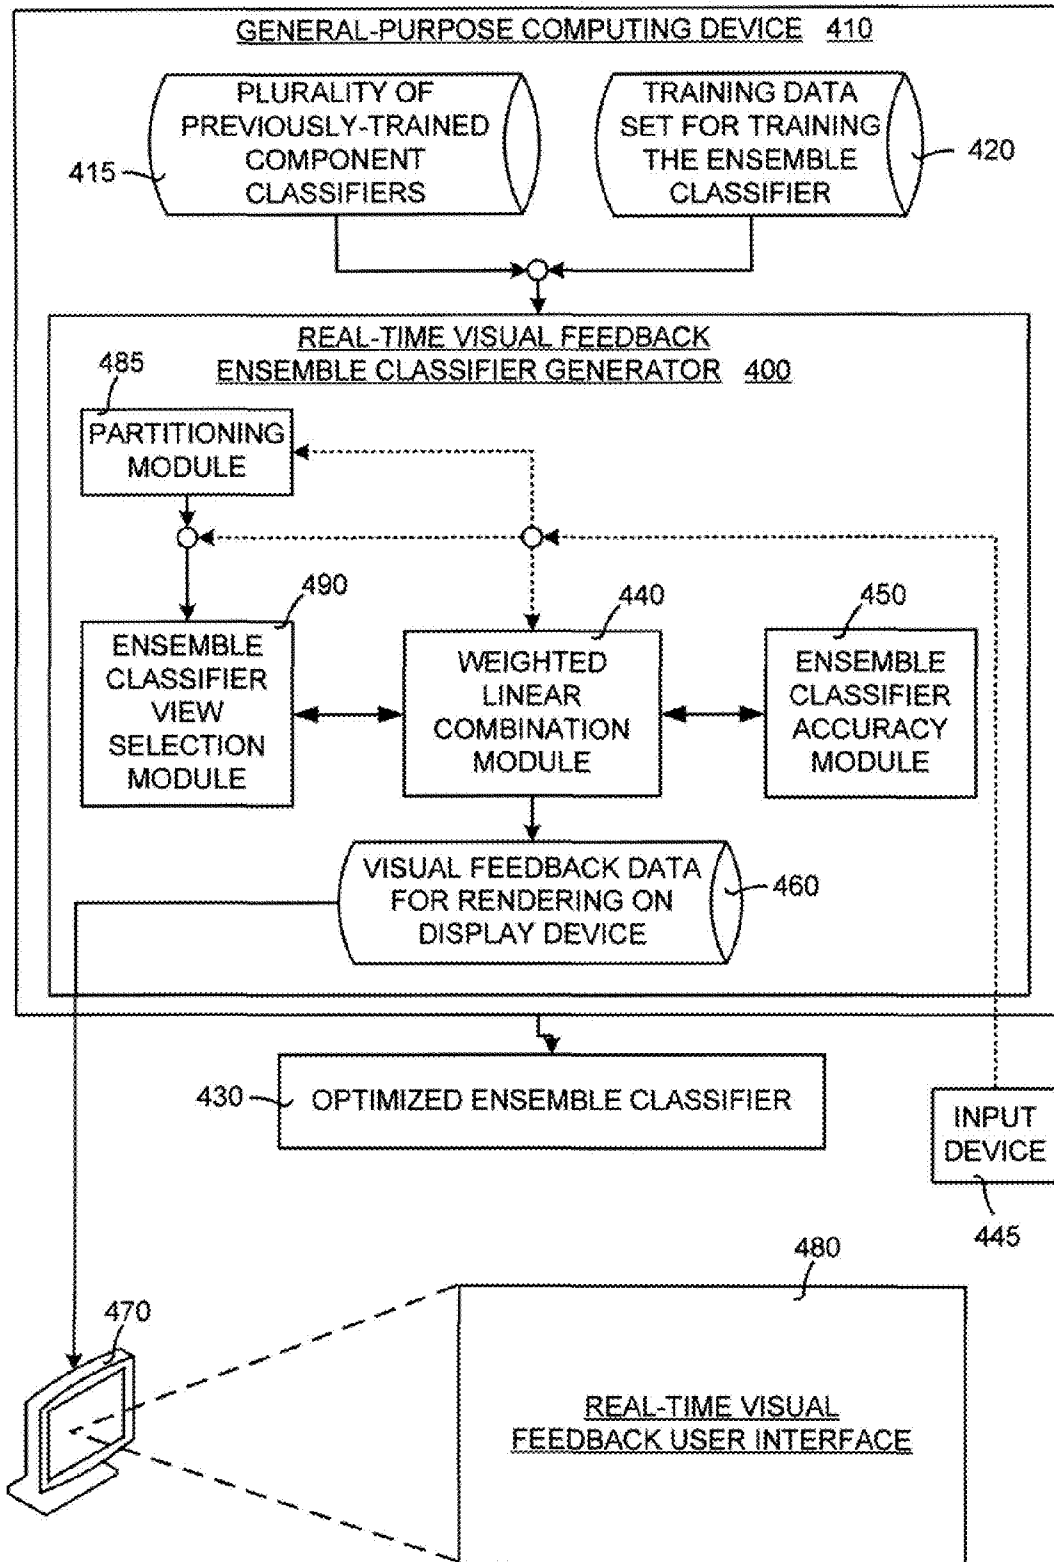 GENERAL-PURPOSE COMPUTING DEVICE 410
PLURALITY OF
PREVIOUSLY-TRAINED
COMPONENT
CLASSIFIERS
415
TRAINING DATA
SET FOR TRAINING
THE ENSEMBLE
CLASSIFIER
420
REAL-TIME VISUAL FEEDBACK
ENSEMBLE CLASSIFIER GENERATOR 400
485
PARTITIONING
MODULE
490
ENSEMBLE
CLASSIFIER
VIEW
SELECTION
MODULE
440
WEIGHTED
LINEAR
COMBINATION
MODULE
450
ENSEMBLE
CLASSIFIER
ACCURACY
MODULE
VISUAL FEEDBACK DATA
FOR RENDERING ON
DISPLAY DEVICE
460
430
OPTIMIZED ENSEMBLE CLASSIFIER
INPUT
DEVICE
445
480
470
REAL-TIME VISUAL
FEEDBACK USER INTERFACE